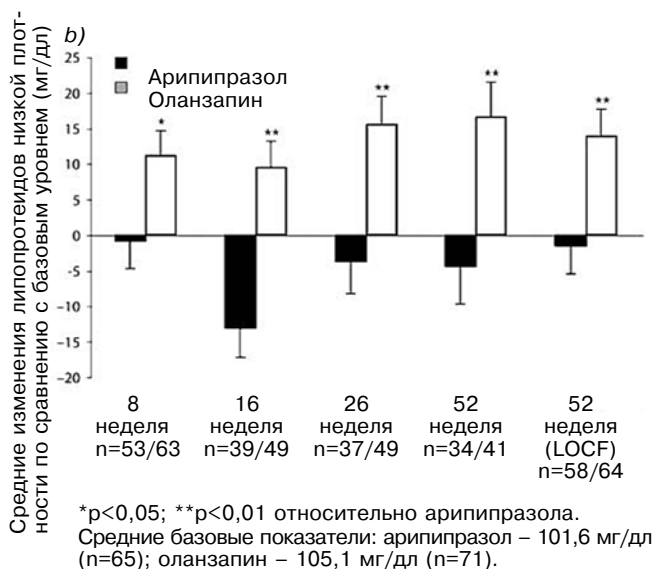 Средние изменения липопротеидов низкой плот-
ности по сравнению с базовым уровнем (мг/дл)
b)
25
20
15
10
5
0
-5
-10
-15
-20
Арипипразол
Оланзапин
*
**
**
**
**
8
неделя
n=53/63
16
неделя
n=39/49
26
неделя
n=37/49
52
неделя
n=34/41
52
неделя
(LOCF)
n=58/64
*p<0,05; **p<0,01 относительно арипипразола.
Средние базовые показатели: арипипразол – 101,6 мг/дл
(n=65); оланзапин – 105,1 мг/дл (n=71).